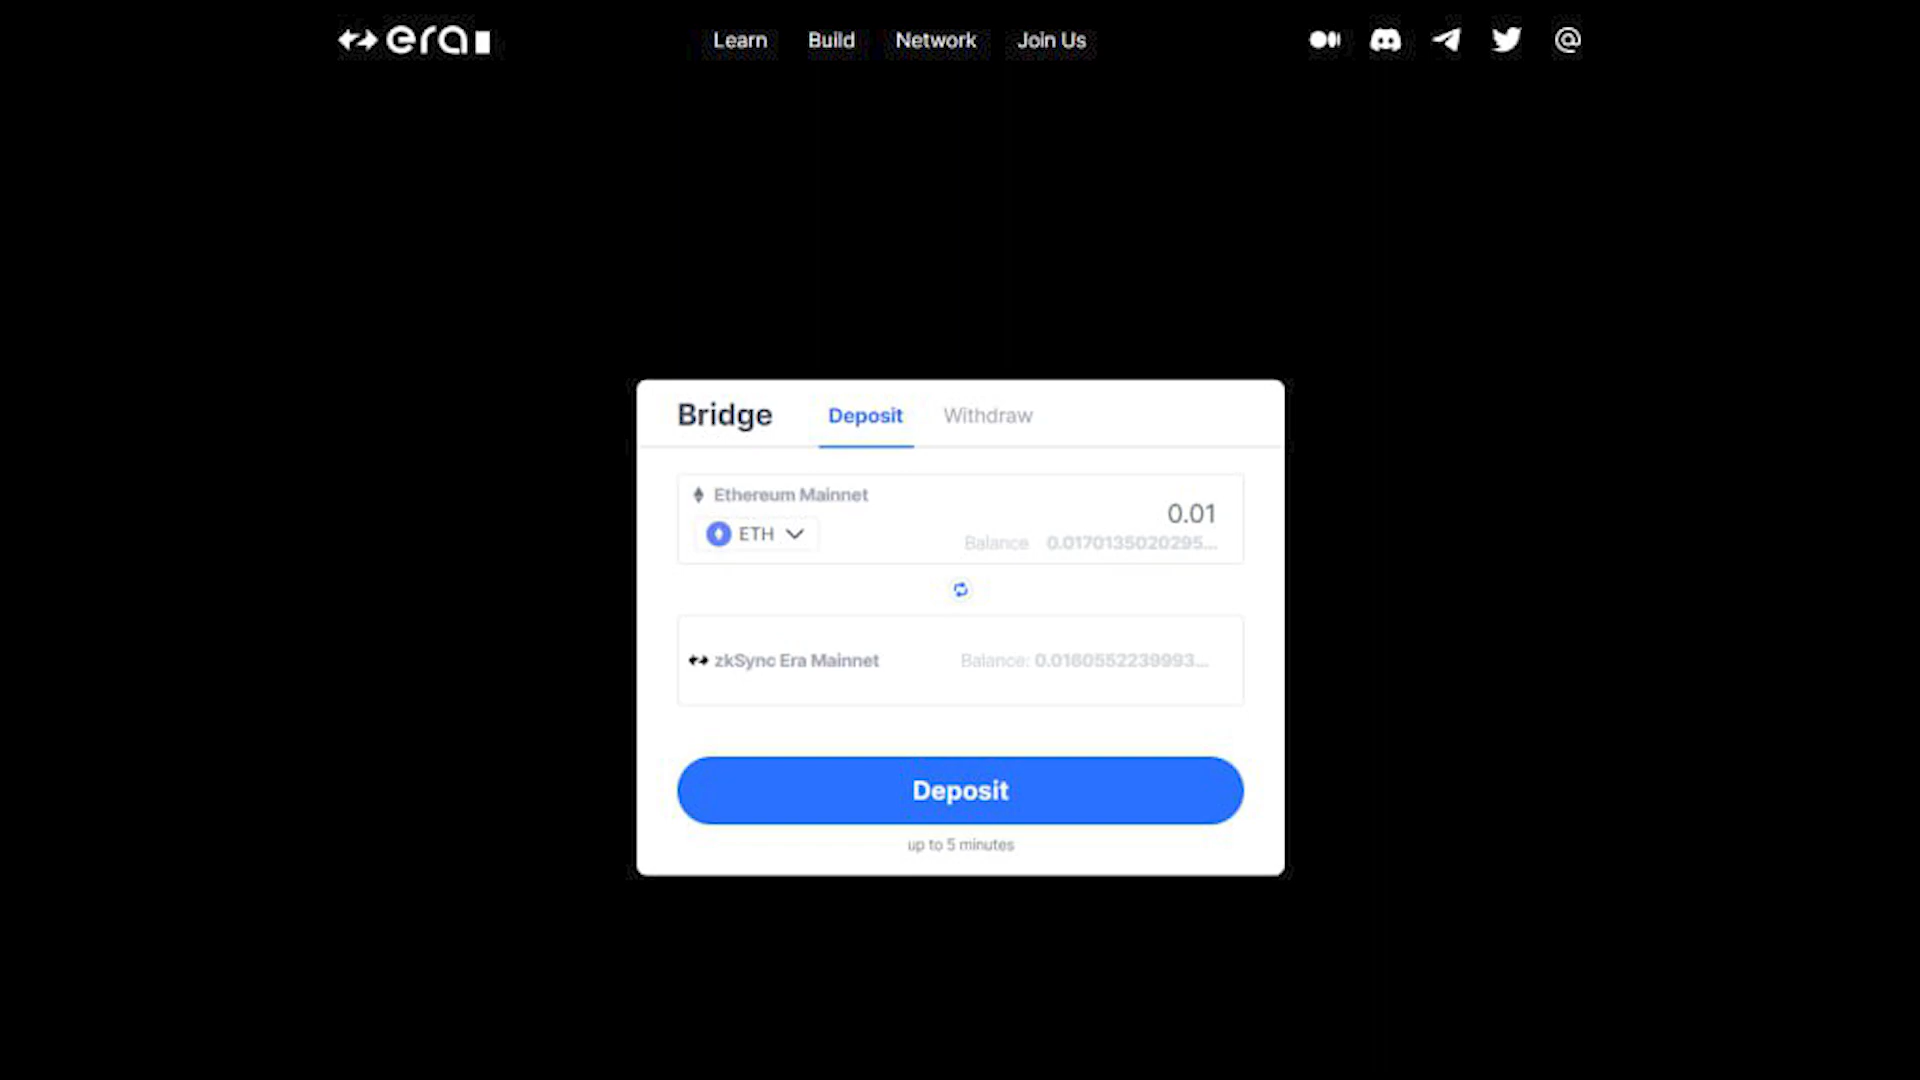 era
Learn Build Network Join Us
Bridge Deposit Withdraw
Ethereum Mainnet
0.01
ETH
Balance 0.0170135020295...
zkSync Era Mainnet Balance: 0.0160552239993...
Deposit
up to 5 minutes